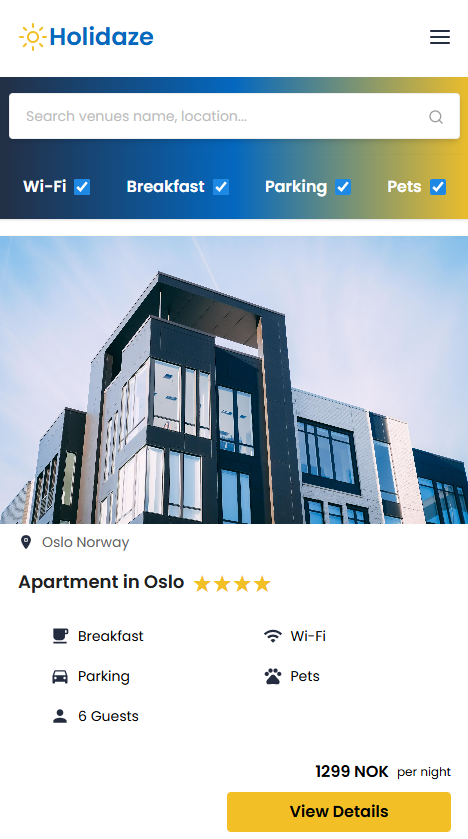 Holidaze
Search venues name, location...
Wi-Fi Breakfast Parking Pets
Oslo Norway
Apartment in Oslo
Breakfast Wi-Fi
Parking Pets
6 Guests
1299 NOK per night
View Details